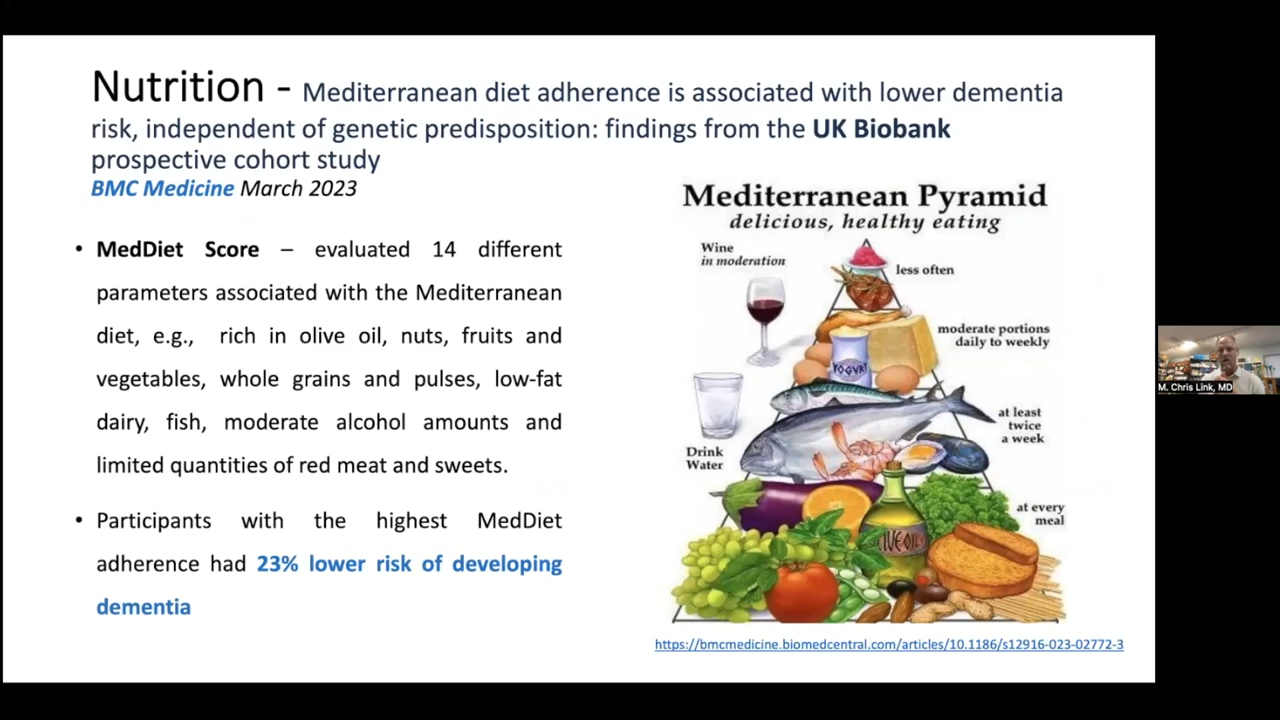 Nutrition - Mediterranean diet adherence is associated with lower dementia
risk, independent of genetic predisposition: findings from the UK Biobank
prospective cohort study
BMC Medicine March 2023
• MedDiet Score – evaluated 14 different
parameters associated with the Mediterranean
diet, e.g., rich in olive oil, nuts, fruits and
vegetables, whole grains and pulses, low-fat
dairy, fish, moderate alcohol amounts and
limited quantities of red meat and sweets.
• Participants with the highest MedDiet
adherence had 23% lower risk of developing
dementia
Mediterranean Pyramid
delicious, healthy eating
Wine
in moderation
less often
moderate portions
daily to weekly
YOGURT
at least
twice
a week
Drink
Water
at every
meal
OLIVE OIL
https://bmcmedicine.biomedcentral.com/articles/10.1186/s12916-023-02772-3
M. Chris Link, MD